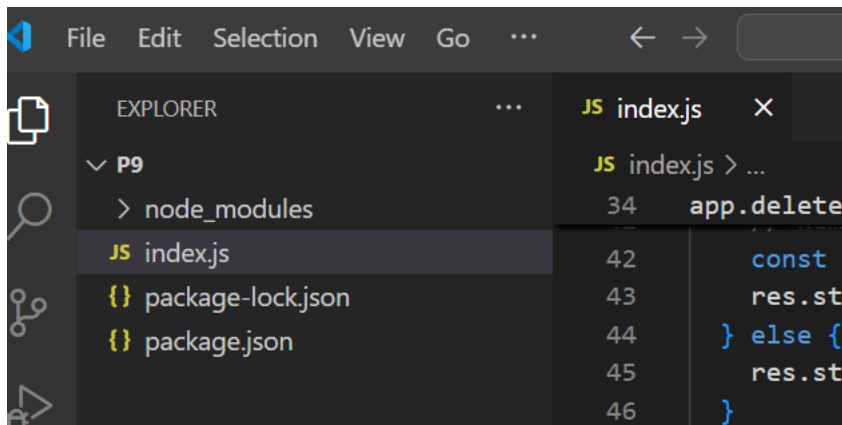 File Edit Selection View Go ···
EXPLORER ···
P9
node_modules
JS index.js
{} package-lock.json
{} package.json
JS index.js ×
JS index.js > ...
34 app.delete
42 const
43 res.st
44 } else {
45 res.st
46 }